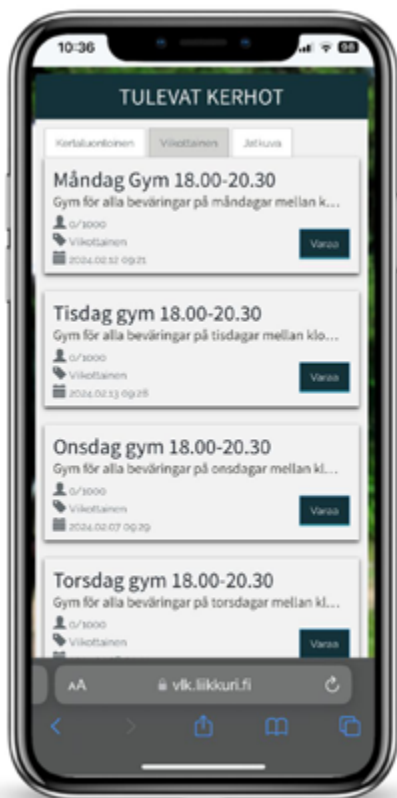 10:36
TULEVAT KERHOT
Kertaluontoinen Viikottainen Jatkuva
Måndag Gym 18.00-20.30
Gym för alla beväringar på måndagar mellan k...
0/1000
Viikottainen
Varaa
2024.02.12 09:21
Tisdag gym 18.00-20.30
Gym för alla beväringar på tisdagar mellan klo...
0/1000
Viikottainen
Varaa
2024.02.13 09:28
Onsdag gym 18.00-20.30
Gym för alla beväringar på onsdagar mellan kl...
0/1000
Viikottainen
Varaa
2024.02.07 09:29
Torsdag gym 18.00-20.30
Gym för alla beväringar på torsdagar mellan kl...
0/1000
Viikottainen
Varaa
AA vlk.liikkuri.fi